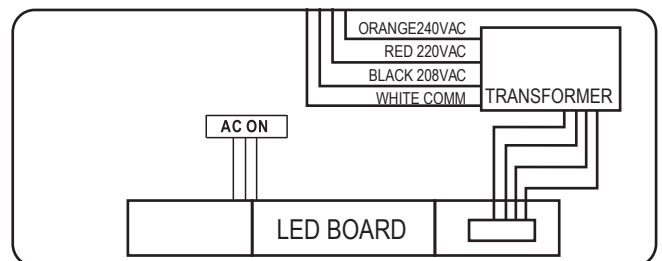 ORANGE240VAC
RED 220VAC
BLACK 208VAC
WHITE COMM
TRANSFORMER
AC ON
LED BOARD